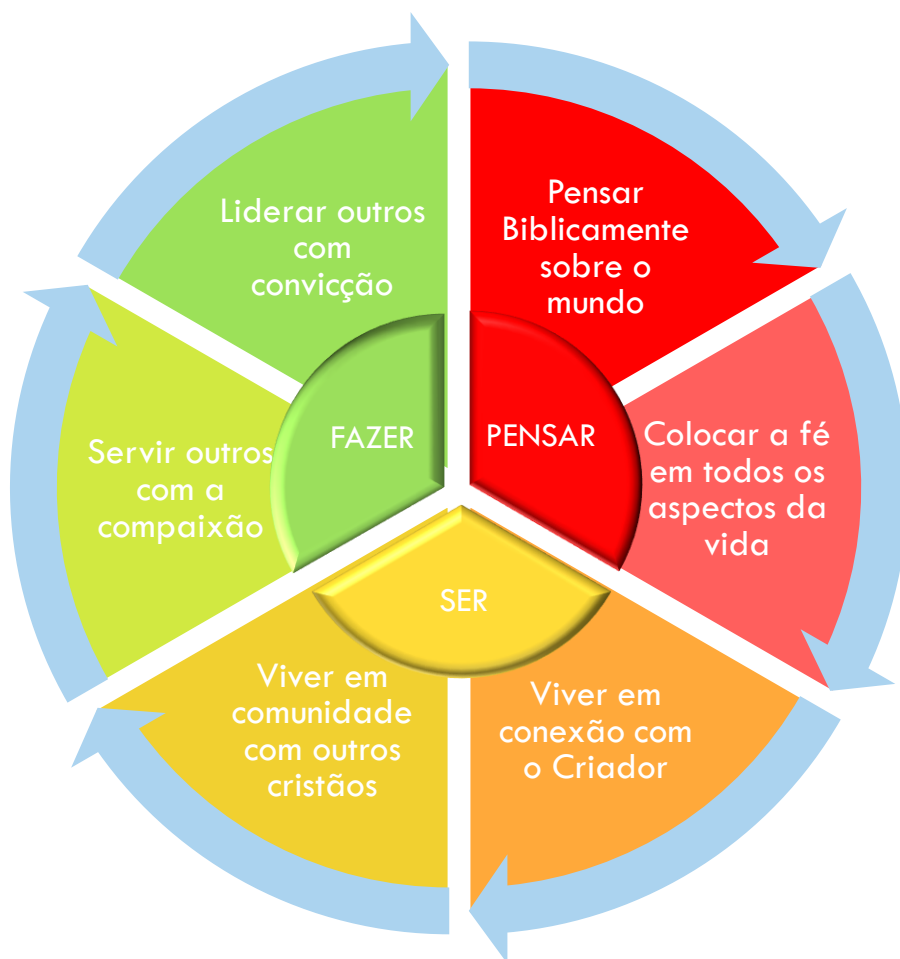 Pensar
Biblicamente
sobre o
mundo
Colocar a fé
em todos os
aspectos da
vida
Viver em
conexão com
o Criador
Viver em
comunidade
com outros
cristãos
Servir outros
com a
compaixão
Liderar outros
com
convicção
FAZER
PENSAR
SER